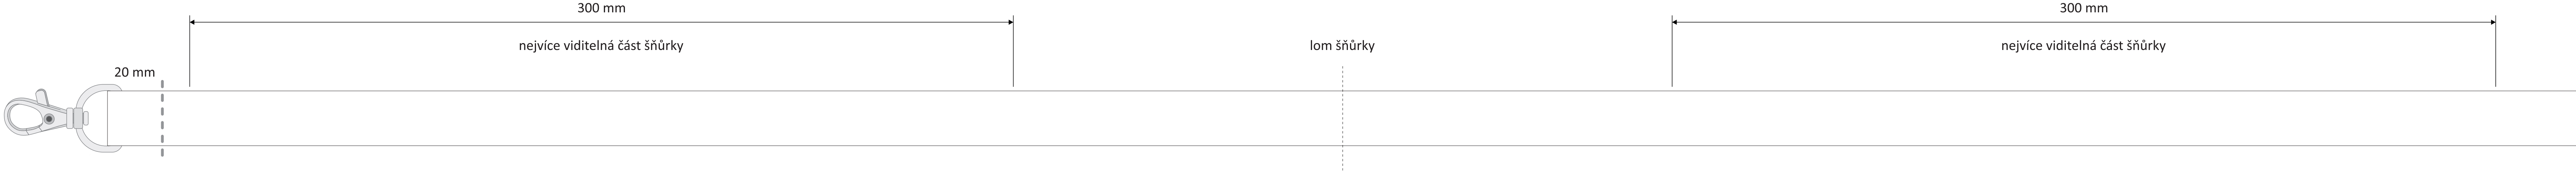 300 mm
300 mm
nejvíce viditelná část šňůrky
lom šňůrky
nejvíce viditelná část šňůrky
20 mm